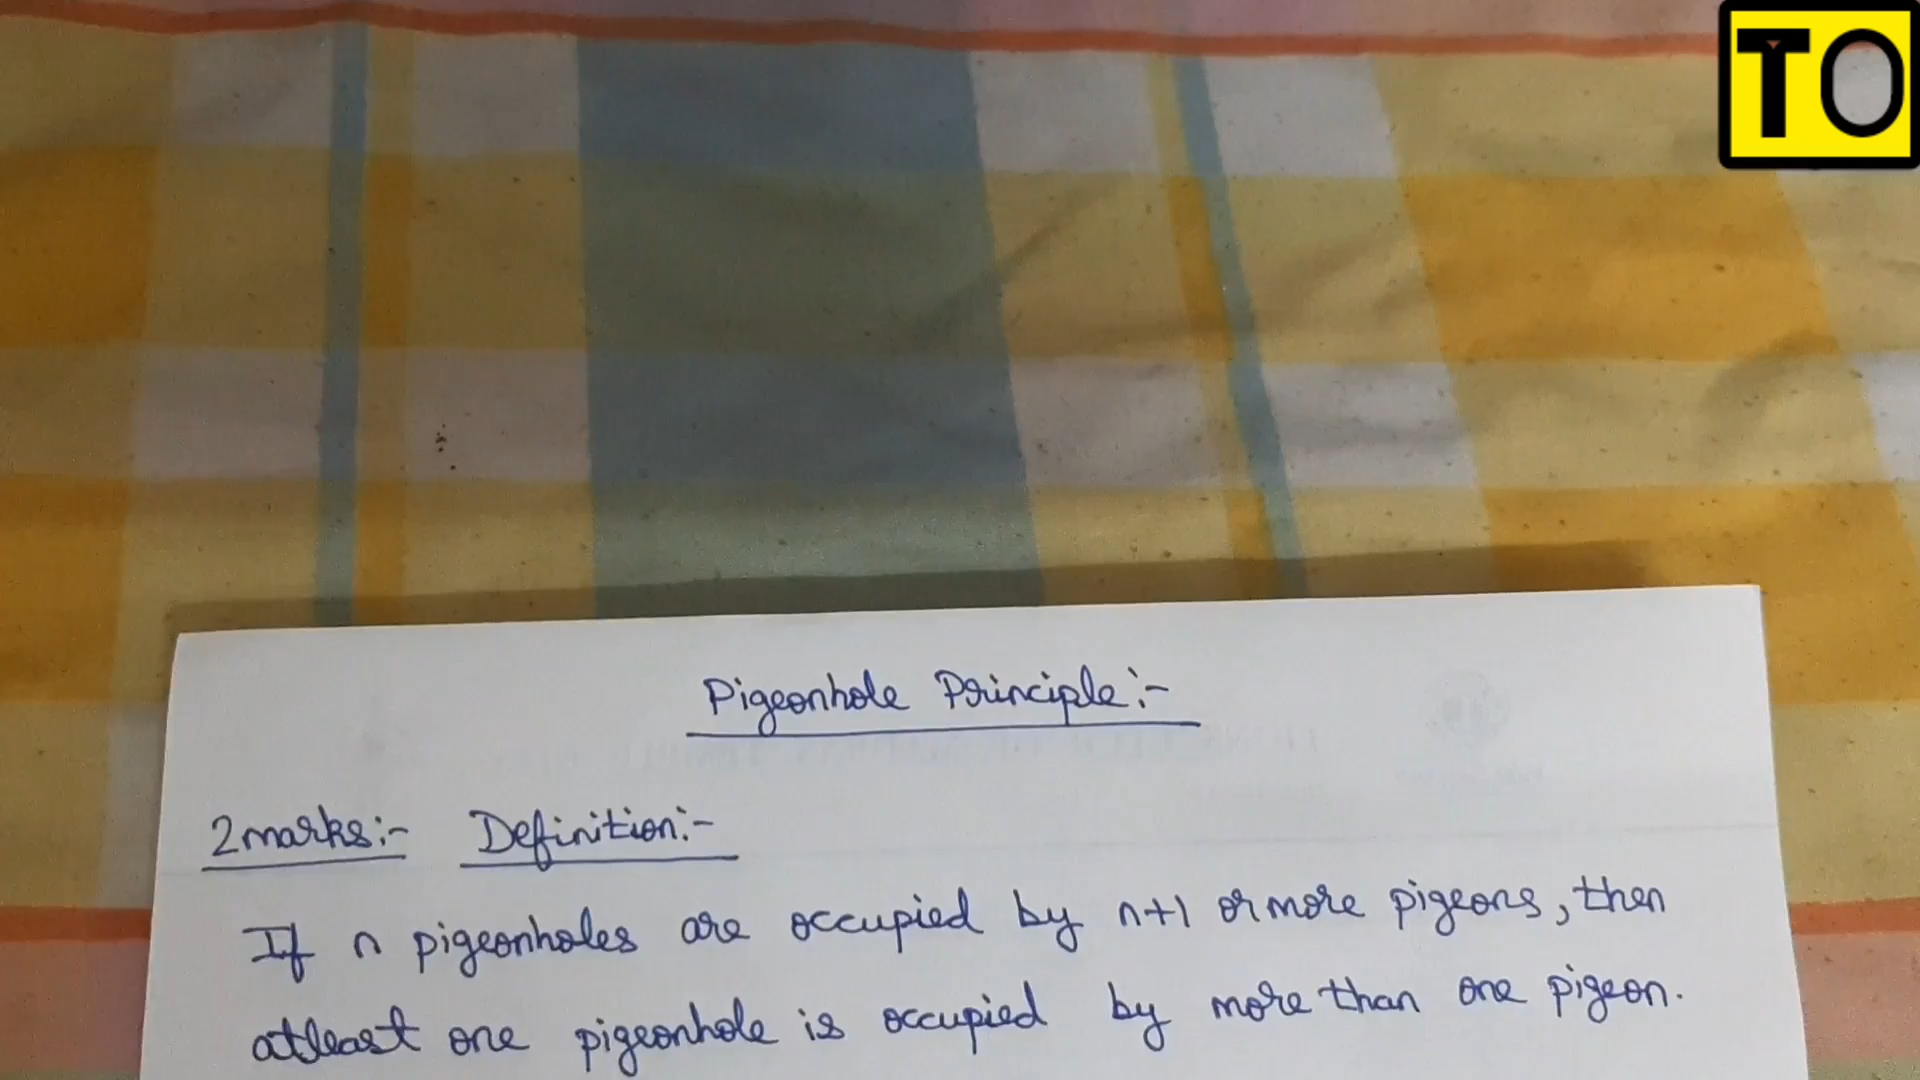 TO
Pigeonhole Principle:-
2marks:- Definition:-
If n pigeonholes are occupied by n+1 or more pigeons, then
atleast one pigeonhole is occupied by more than one pigeon.